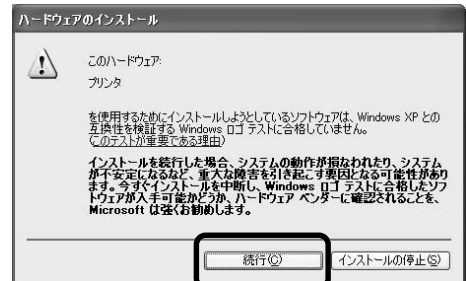 ハードウェアのインストール
このハードウェア:
プリンタ
を使用するためにインストールしようとしているソフトウェアは、Windows XP との
互換性を検証する Windows ロゴ テストに合格していません。
(このテストが重要である理由)
インストールを続行した場合、システムの動作が損なわれたり、システム
が不安定になるなど、重大な障害を引き起こす要因となる可能性があり
ます。今すぐインストールを中断し、Windows ロゴ テストに合格したソフ
トウェアが入手可能かどうか、ハードウェア ベンダーに確認されることを、
Microsoft は強くお勧めします。
続行(C)
インストールの停止(S)